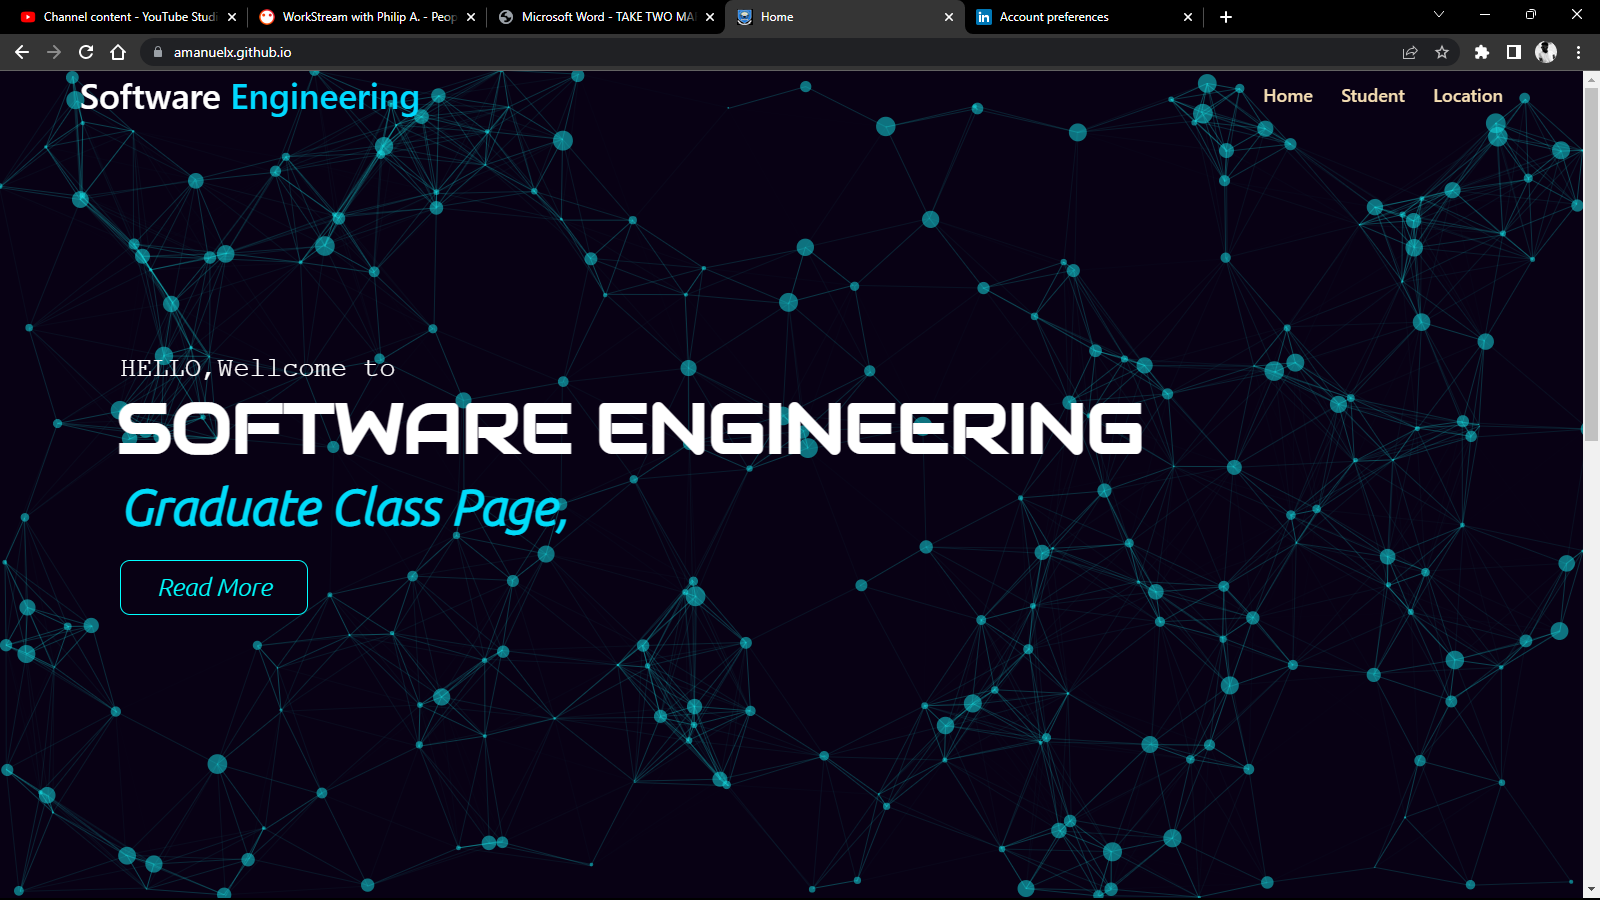 Channel content - YouTube Studi
WorkStream with Philip A. - Peop
Microsoft Word - TAKE TWO MA
Home
Account preferences
amanuelx.github.io
Software Engineering
Home Student Location
HELLO,Wellcome to
SOFTWARE ENGINEERING
Graduate Class Page,
Read More